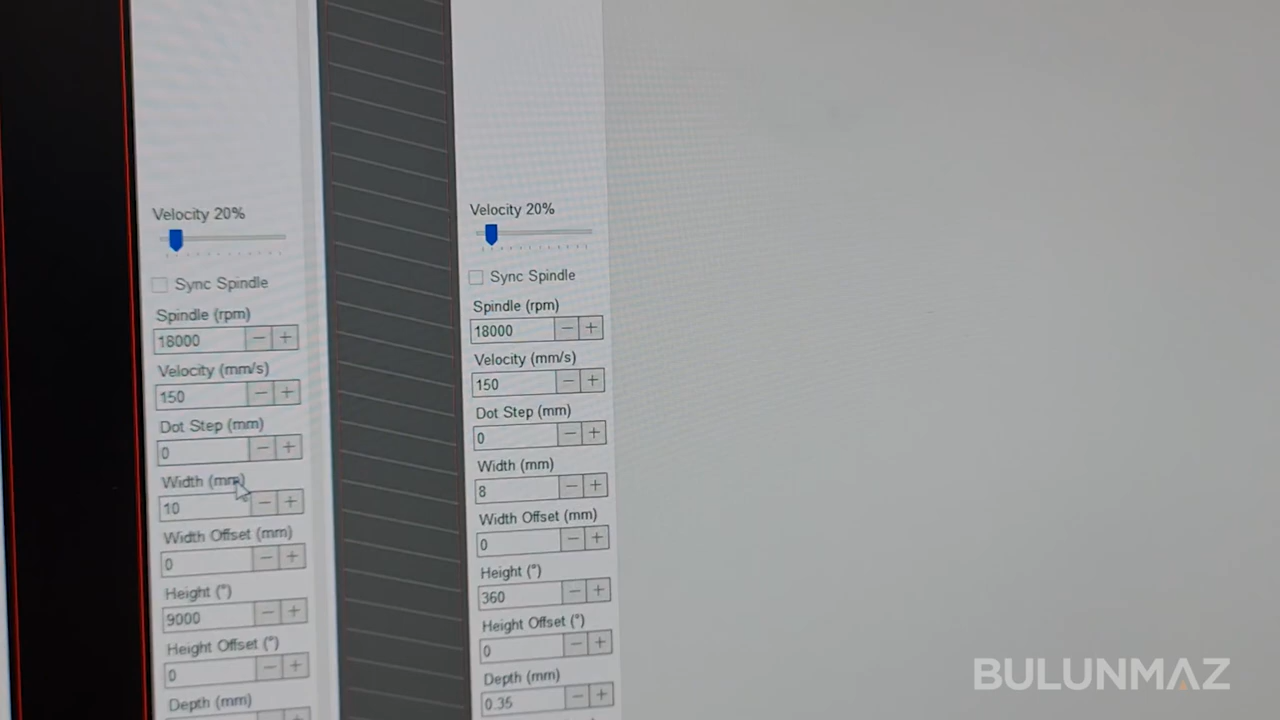 Velocity 20%
Sync Spindle
Spindle (rpm)
18000
Velocity (mm/s)
150
Dot Step (mm)
0
Width (mm)
10
Width Offset (mm)
0
Height (°)
9000
Height Offset (°)
0
Depth (mm)
Velocity 20%
Sync Spindle
Spindle (rpm)
18000
Velocity (mm/s)
150
Dot Step (mm)
0
Width (mm)
8
Width Offset (mm)
0
Height (°)
360
Height Offset (°)
0
Depth (mm)
0.35
BULUNMAZ